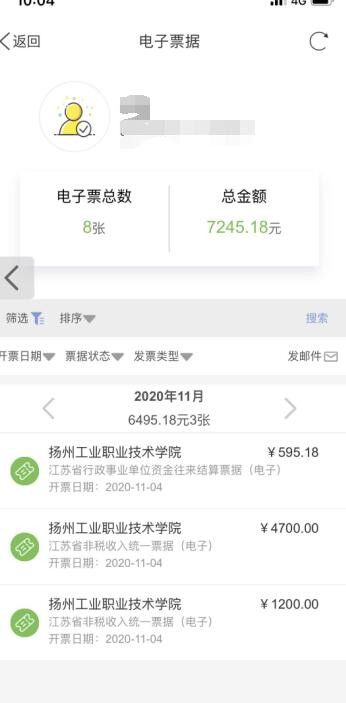 10:04
4G
返回
电子票据
电子票总数
总金额
8张
7245.18元
筛选
排序
搜索
开票日期
票据状态
发票类型
发邮件
2020年11月
6495.18元3张
扬州工业职业技术学院
¥595.18
江苏省行政事业单位资金往来结算票据（电子）
开票日期：2020-11-04
扬州工业职业技术学院
¥4700.00
江苏省非税收入统一票据（电子）
开票日期：2020-11-04
扬州工业职业技术学院
¥1200.00
江苏省非税收入统一票据（电子）
开票日期：2020-11-04